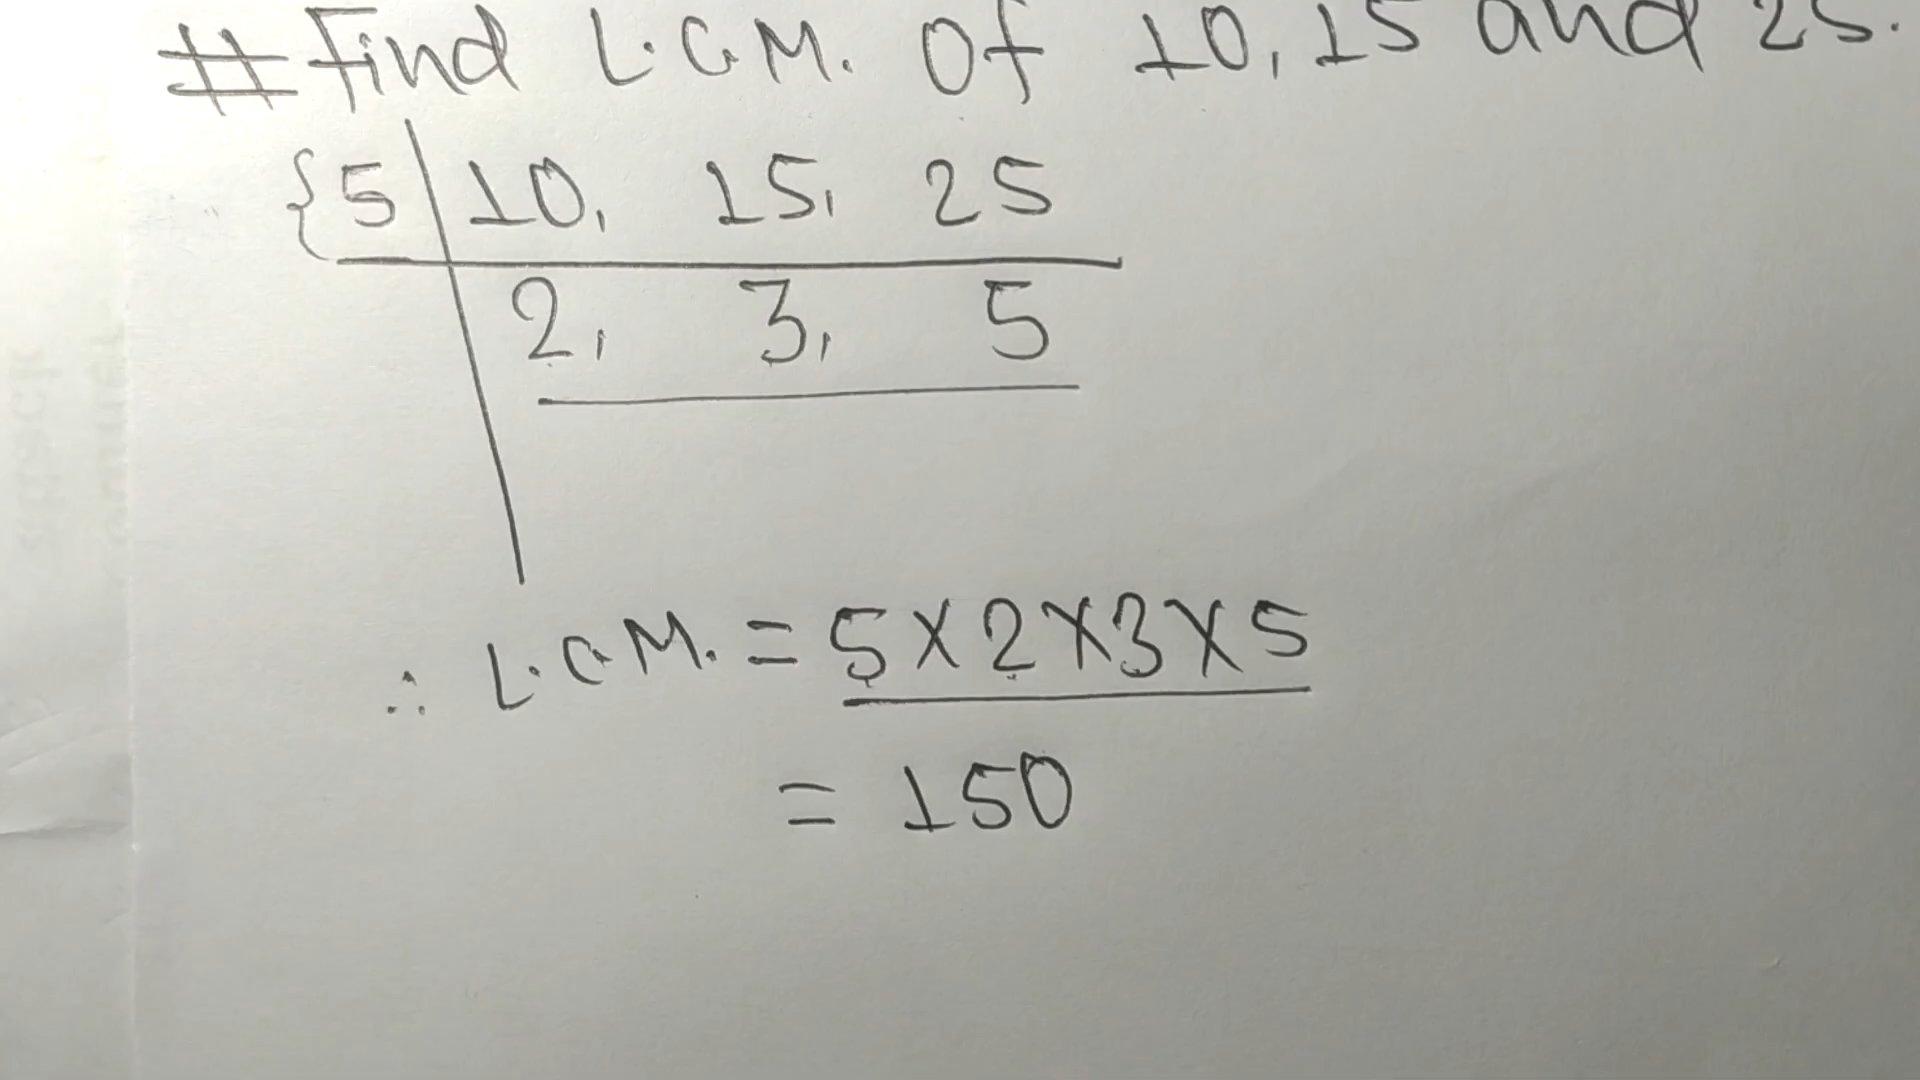 # Find L.C.M. Of 10, 15 and 25.
{5 10, 15, 25
2, 3, 5
∴ L.C.M. = 5×2×3×5
= 150